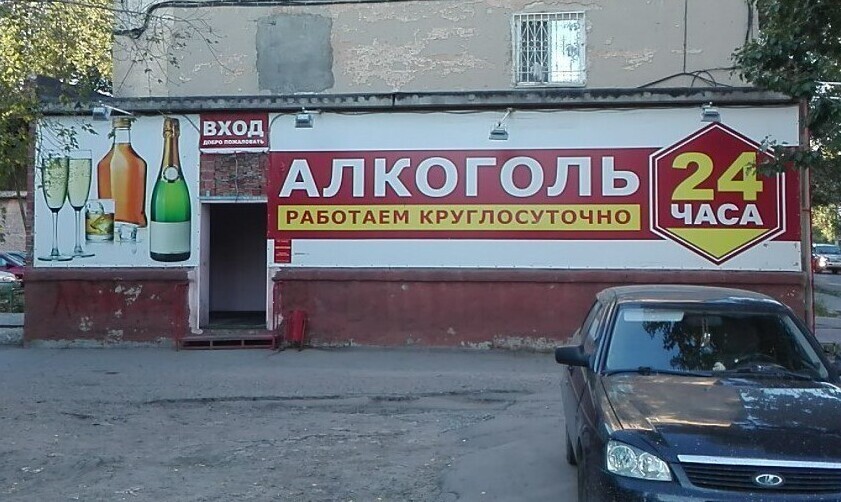 ВХОД
ДОБРО ПОЖАЛОВАТЬ
АЛКОГОЛЬ
РАБОТАЕМ КРУГЛОСУТОЧНО
24
ЧАСА